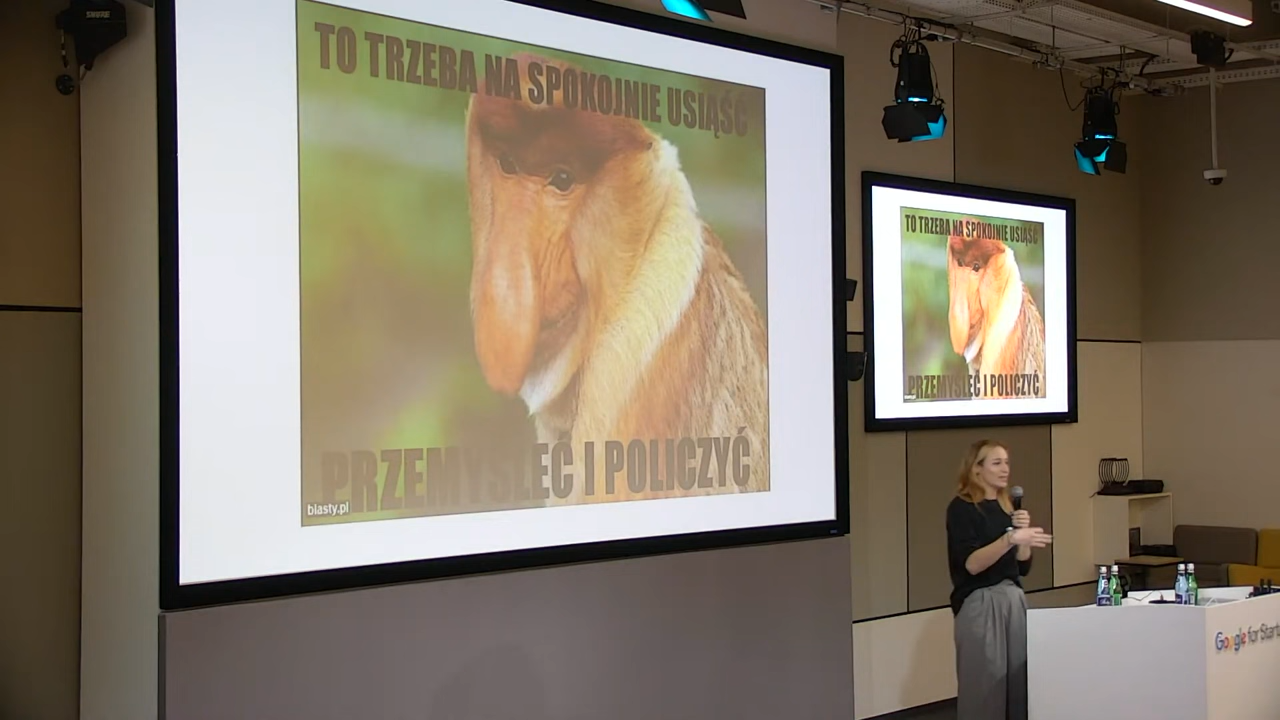 TO TRZEBA NA SPOKOJNIE USIĄŚĆ
PRZEMYŚLEĆ I POLICZYĆ
blasty.pl
TO TRZEBA NA SPOKOJNIE USIĄŚĆ
PRZEMYŚLEĆ I POLICZYĆ
Google for Start
SHURE